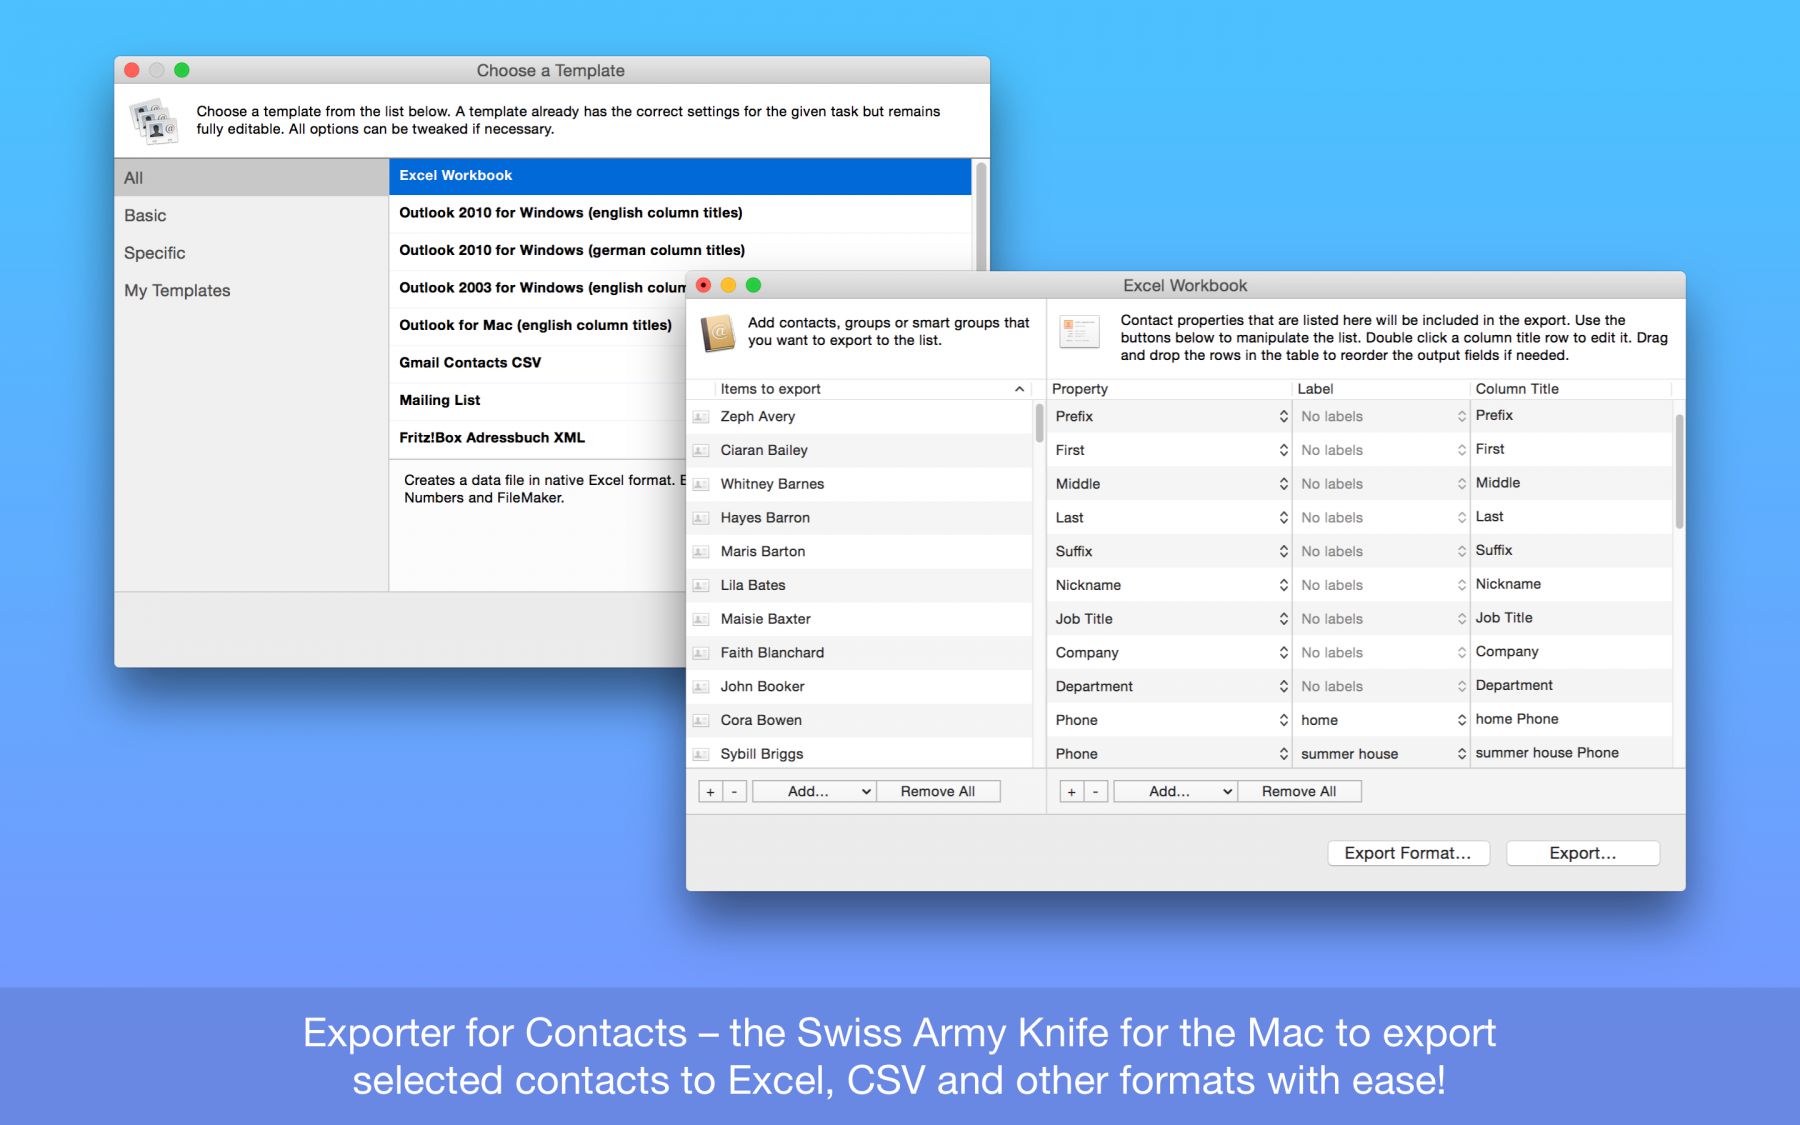 Choose a Template
Choose a template from the list below. A template already has the correct settings for the given task but remains
fully editable. All options can be tweaked if necessary.
All
Basic
Specific
My Templates
Excel Workbook
Outlook 2010 for Windows (english column titles)
Outlook 2010 for Windows (german column titles)
Outlook 2003 for Windows (english
Outlook for Mac (english column titles)
Gmail Contacts CSV
Mailing List
Fritz!Box Adressbuch XML
Creates a data file in native Excel format.
Numbers and FileMaker.
Excel Workbook
Add contacts, groups or smart groups that
you want to export to the list.
Contact properties that are listed here will be included in the export. Use the
buttons below to manipulate the list. Double click a column title row to edit it. Drag
and drop the rows in the table to reorder the output fields if needed.
Items to export
Zeph Avery
Ciaran Bailey
Whitney Barnes
Hayes Barron
Maris Barton
Lila Bates
Maisie Baxter
Faith Blanchard
John Booker
Cora Bowen
Sybill Briggs
+ - Add... Remove All
Property Label Column Title
Prefix No labels Prefix
First No labels First
Middle No labels Middle
Last No labels Last
Suffix No labels Suffix
Nickname No labels Nickname
Job Title No labels Job Title
Company No labels Company
Department No labels Department
Phone home home Phone
Phone summer house summer house Phone
+ - Add... Remove All
Export Format... Export...
Exporter for Contacts – the Swiss Army Knife for the Mac to export
selected contacts to Excel, CSV and other formats with ease!